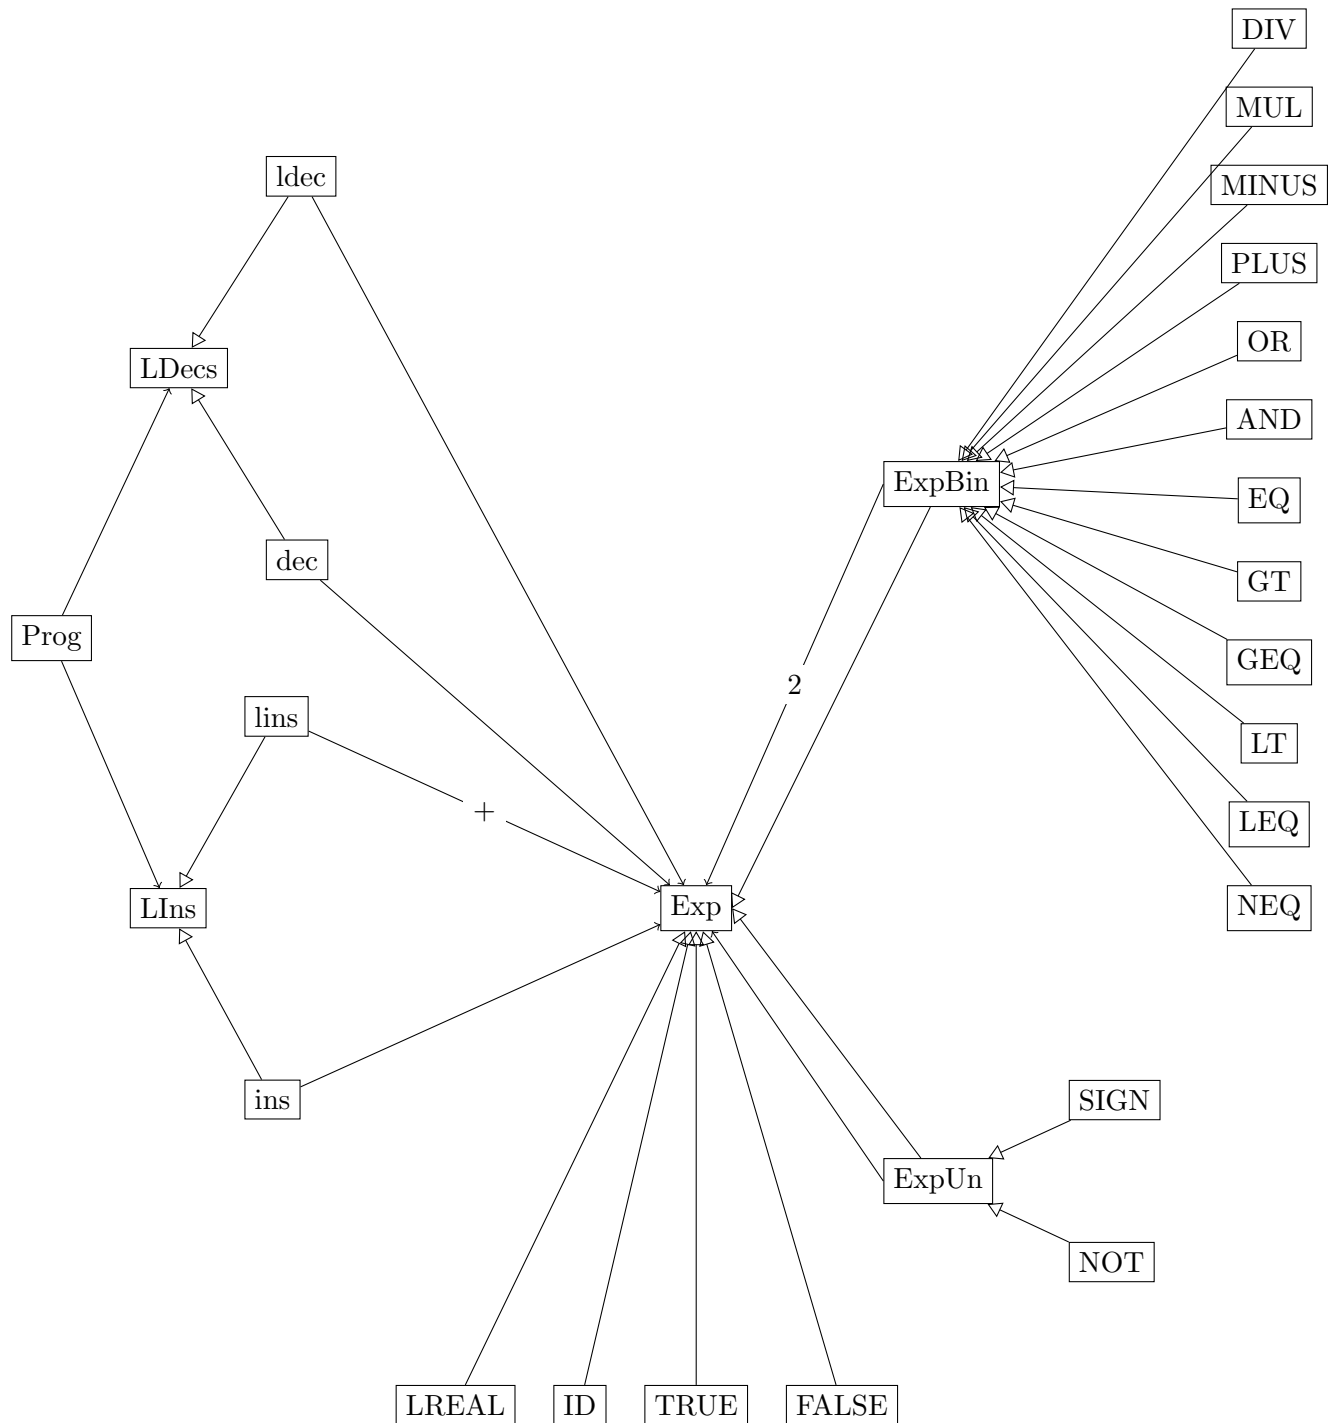 DIV
MUL
ldec
MINUS
PLUS
OR
LDecs
AND
ExpBin
EQ
dec
GT
Prog
GEQ
2
lins
LT
+
LEQ
LIns
Exp
NEQ
ins
SIGN
ExpUn
NOT
LREAL
ID
TRUE
FALSE